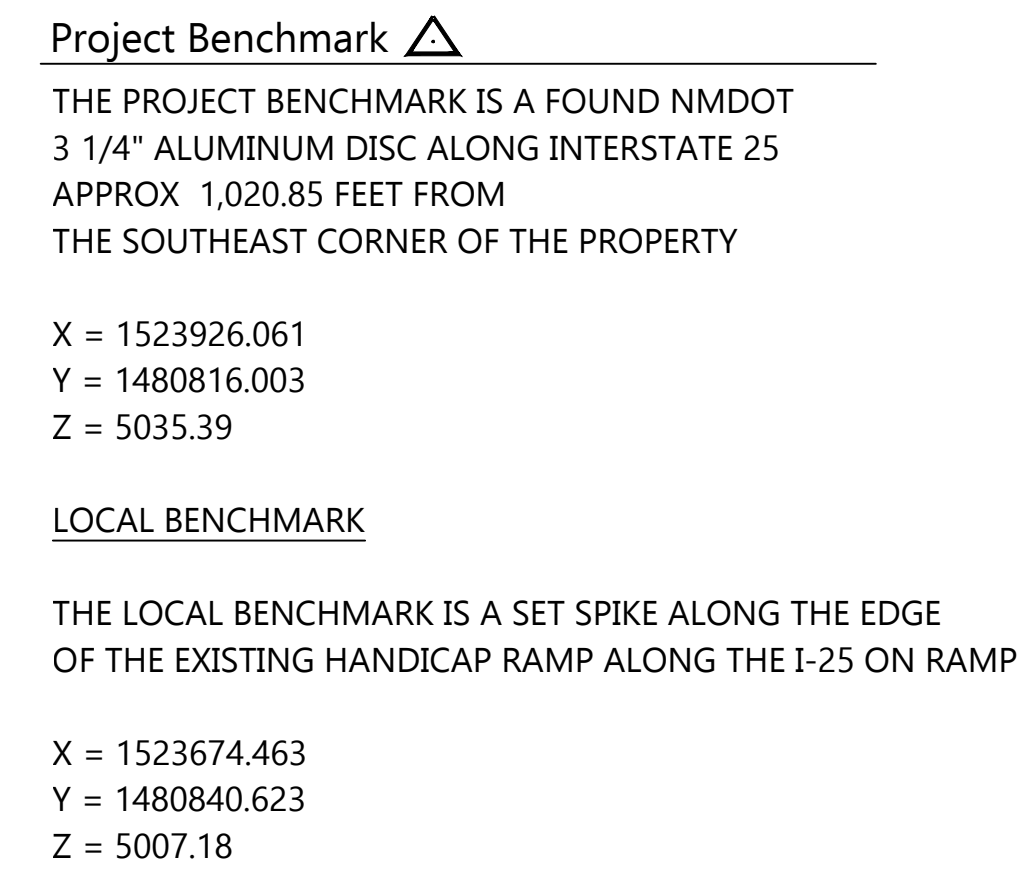 Project Benchmark
THE PROJECT BENCHMARK IS A FOUND NMDOT
3 1/4" ALUMINUM DISC ALONG INTERSTATE 25
APPROX  1,020.85 FEET FROM
THE SOUTHEAST CORNER OF THE PROPERTY
X = 1523926.061
Y = 1480816.003
Z = 5035.39
LOCAL BENCHMARK
THE LOCAL BENCHMARK IS A SET SPIKE ALONG THE EDGE
OF THE EXISTING HANDICAP RAMP ALONG THE I-25 ON RAMP
X = 1523674.463
Y = 1480840.623
Z = 5007.18